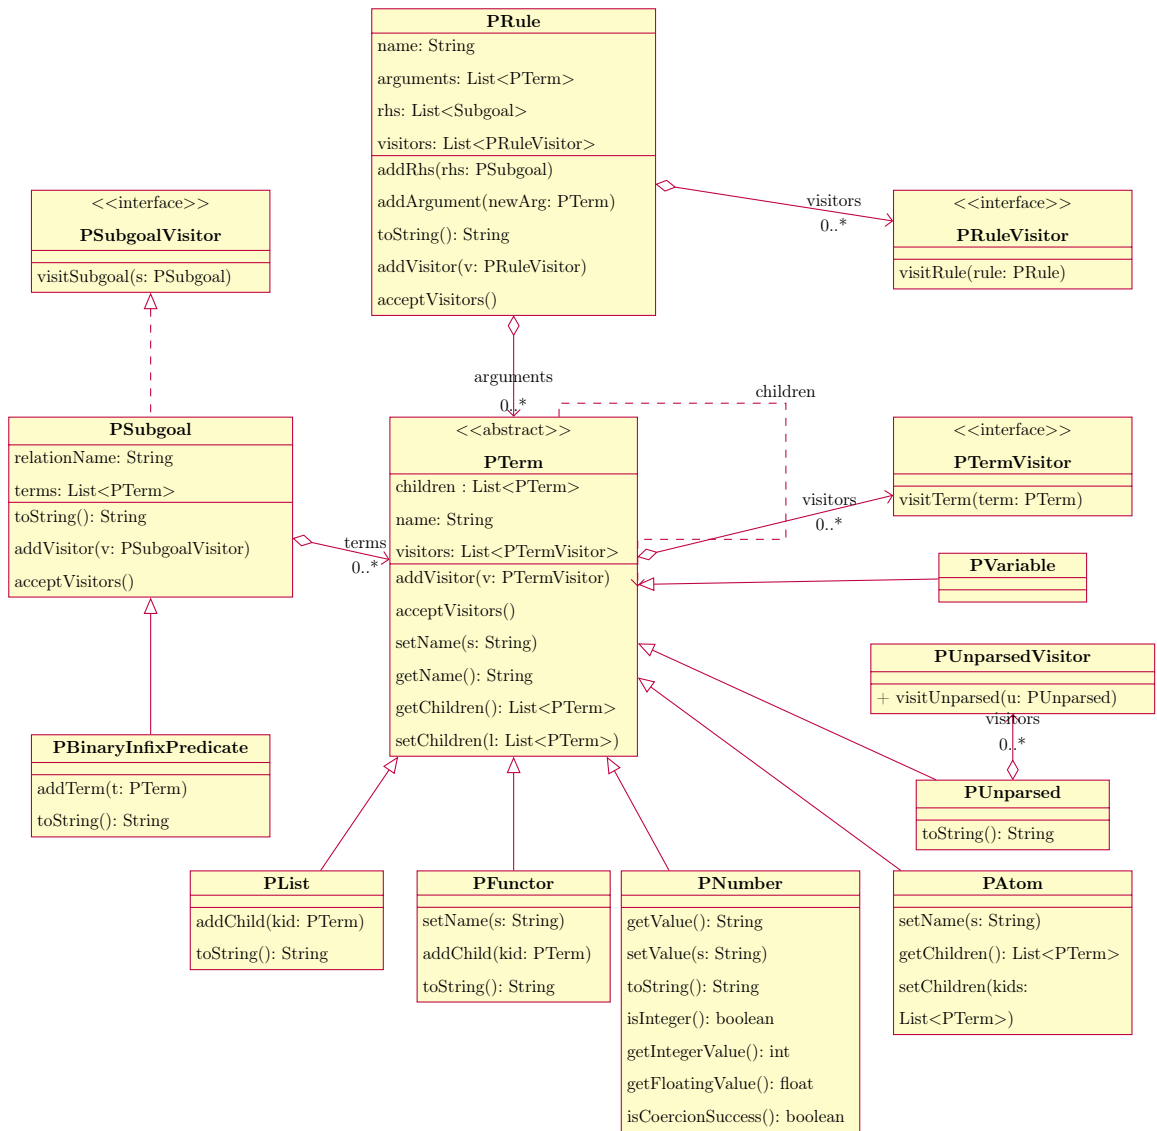 PRule
name: String
arguments: List<PTerm>
rhs: List<Subgoal>
visitors: List<PRuleVisitor>
addRhs(rhs: PSubgoal)
addArgument(newArg: PTerm)
toString(): String
addVisitor(v: PRuleVisitor)
acceptVisitors()
visitors
0..*
<<interface>>
PSubgoalVisitor
visitSubgoal(s: PSubgoal)
<<interface>>
PRuleVisitor
visitRule(rule: PRule)
arguments
0..*
children
PSubgoal
relationName: String
terms: List<PTerm>
toString(): String
addVisitor(v: PSubgoalVisitor)
acceptVisitors()
terms
0..*
<<abstract>>
PTerm
children : List<PTerm>
name: String
visitors: List<PTermVisitor>
addVisitor(v: PTermVisitor)
acceptVisitors()
setName(s: String)
getName(): String
getChildren(): List<PTerm>
setChildren(l: List<PTerm>)
visitors
0..*
<<interface>>
PTermVisitor
visitTerm(term: PTerm)
PVariable
PUnparsedVisitor
+ visitUnparsed(u: PUnparsed)
visitors
0..*
PUnparsed
toString(): String
PBinaryInfixPredicate
addTerm(t: PTerm)
toString(): String
PList
addChild(kid: PTerm)
toString(): String
PFunctor
setName(s: String)
addChild(kid: PTerm)
toString(): String
PNumber
getValue(): String
setValue(s: String)
toString(): String
isInteger(): boolean
getIntegerValue(): int
getFloatingValue(): float
isCoercionSuccess(): boolean
PAtom
setName(s: String)
getChildren(): List<PTerm>
setChildren(kids:
List<PTerm>)